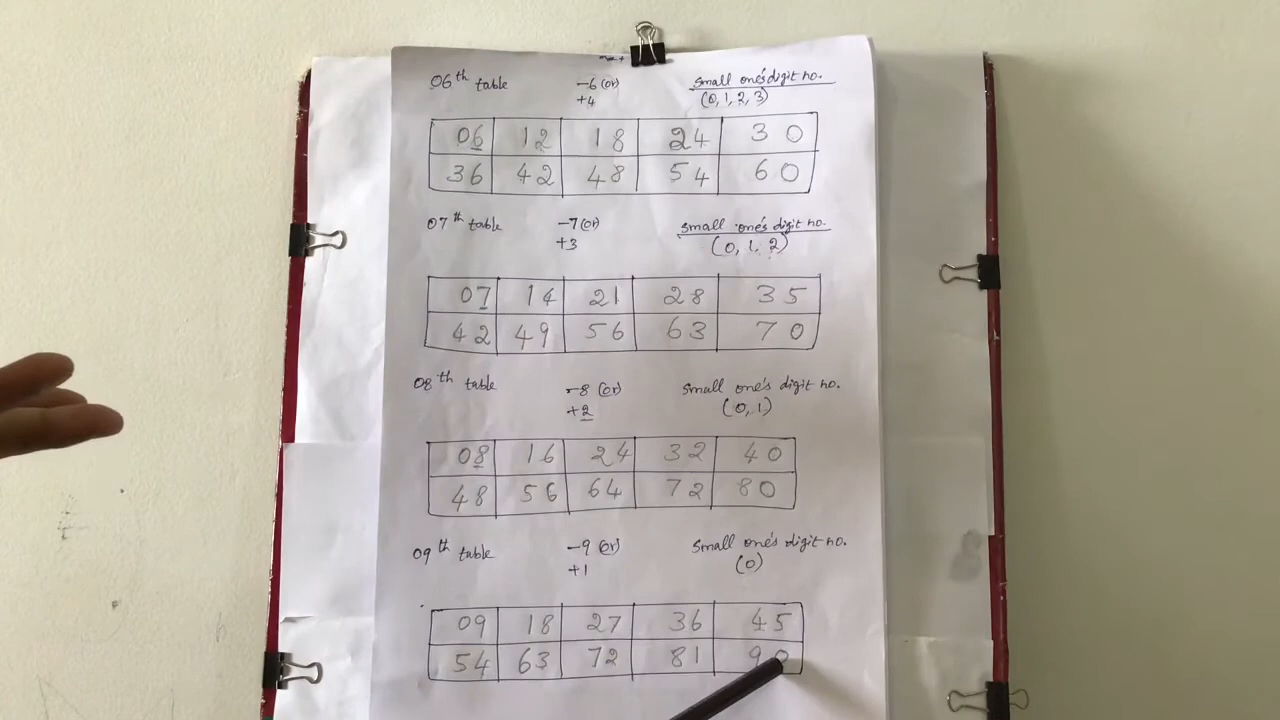 06th table -6 (or) small one's digit no.
+4 (0, 1, 2, 3)
06 12 18 24 30
36 42 48 54 60
07th table -7 (or) small one's digit no.
+3 (0, 1, 2)
07 14 21 28 35
42 49 56 63 70
08th table -8 (or) small one's digit no.
+2 (0, 1)
08 16 24 32 40
48 56 64 72 80
09th table -9 (or) small one's digit no.
+1 (0)
09 18 27 36 45
54 63 72 81 90